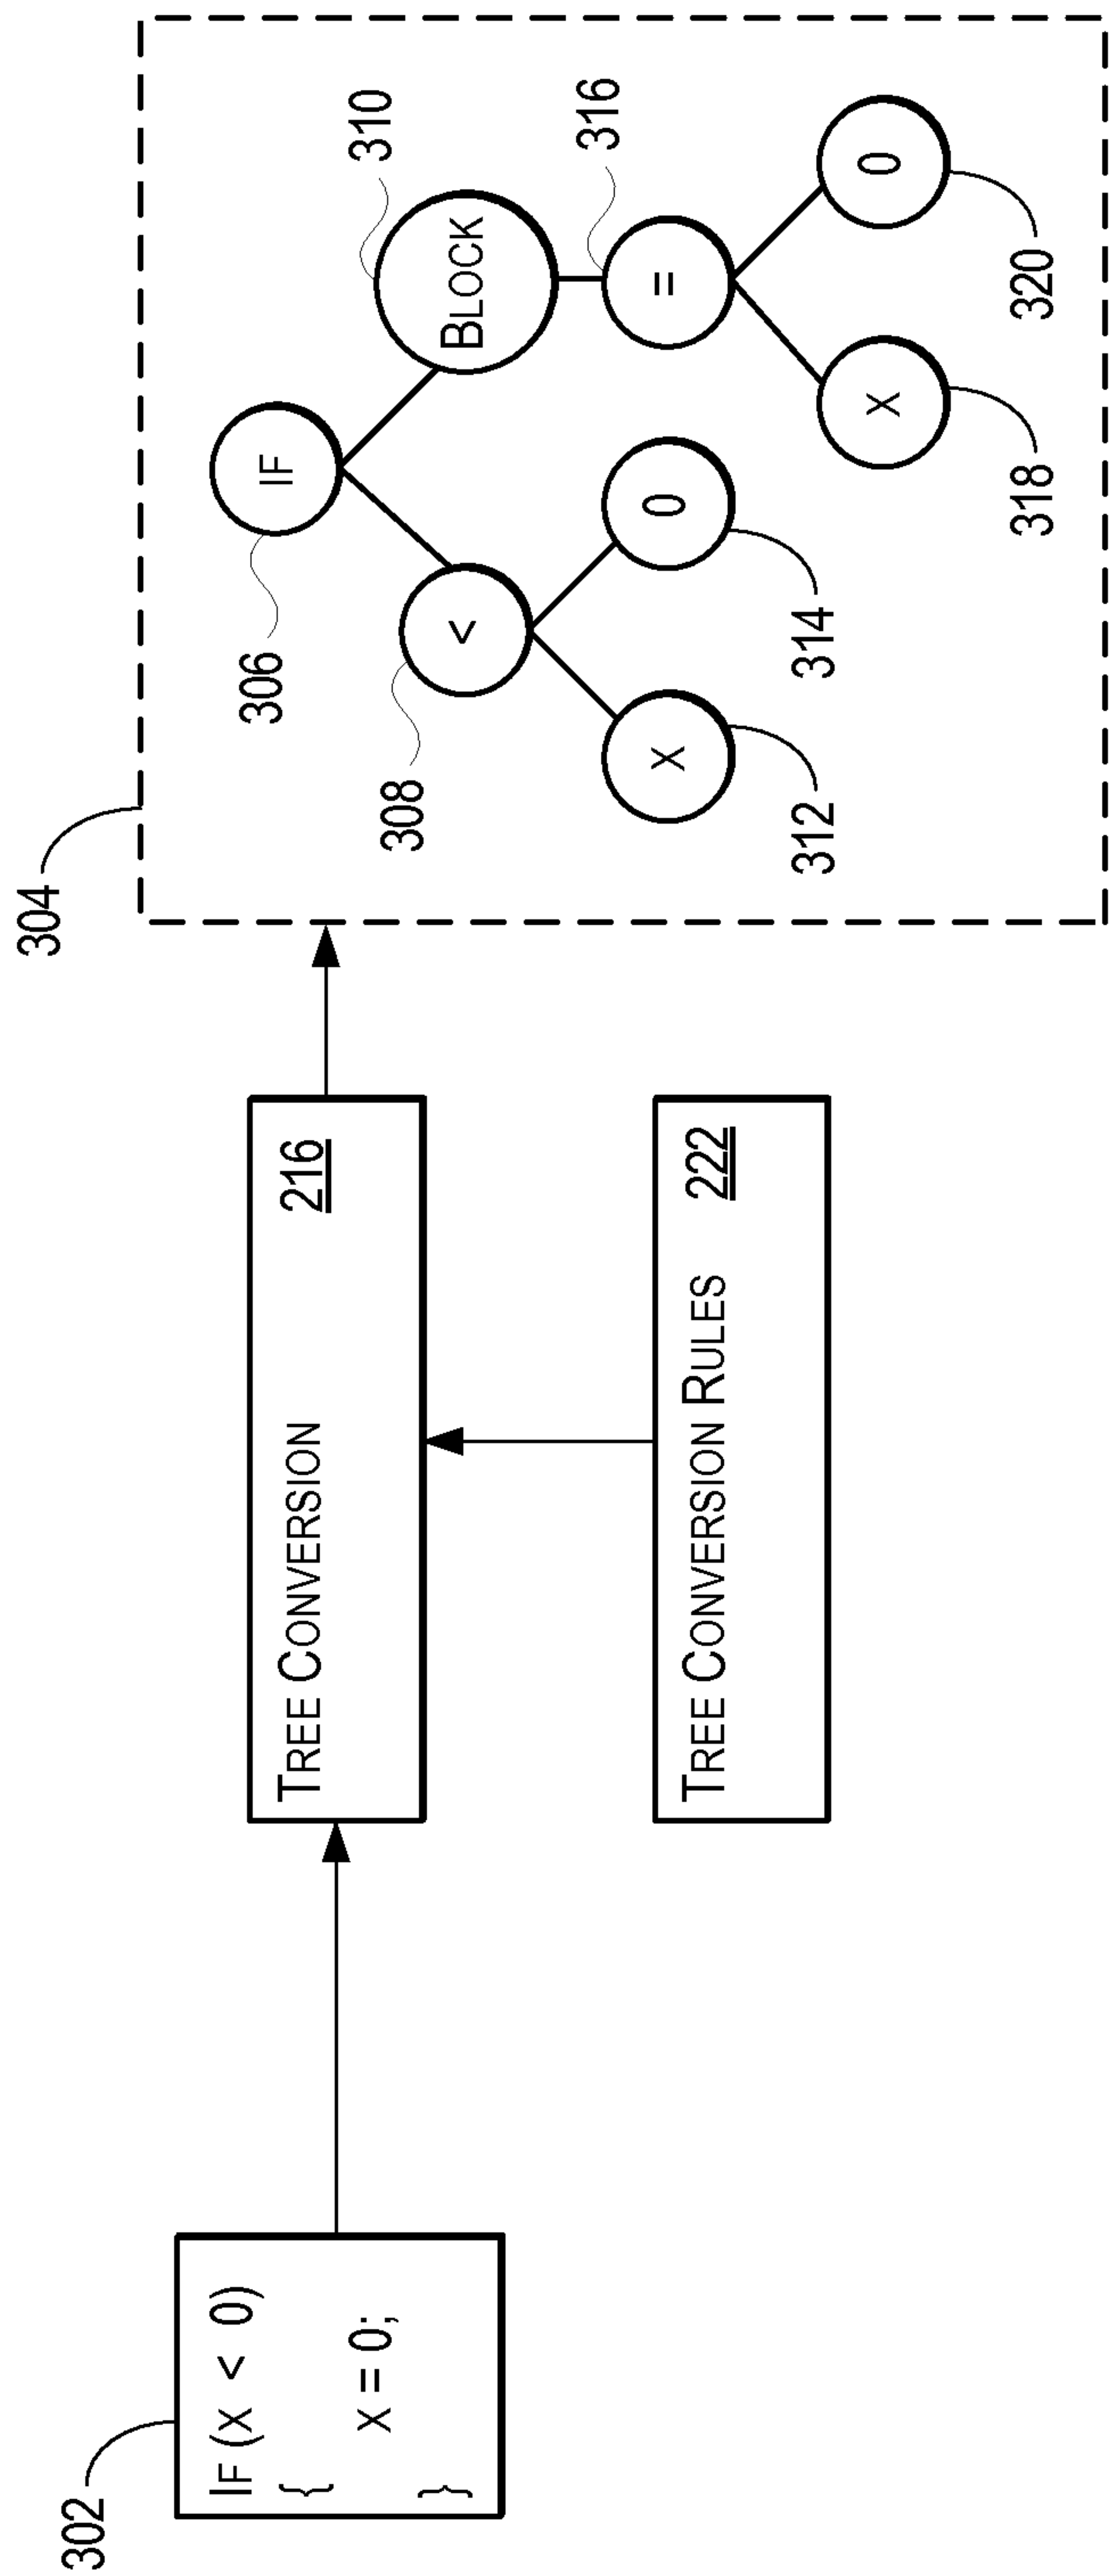 302
IF (X < 0)
{
X = 0;
}
TREE CONVERSION 216
TREE CONVERSION RULES 222
304
306
IF
308
<
310
BLOCK
312
X
314
0
316
=
318
X
320
0